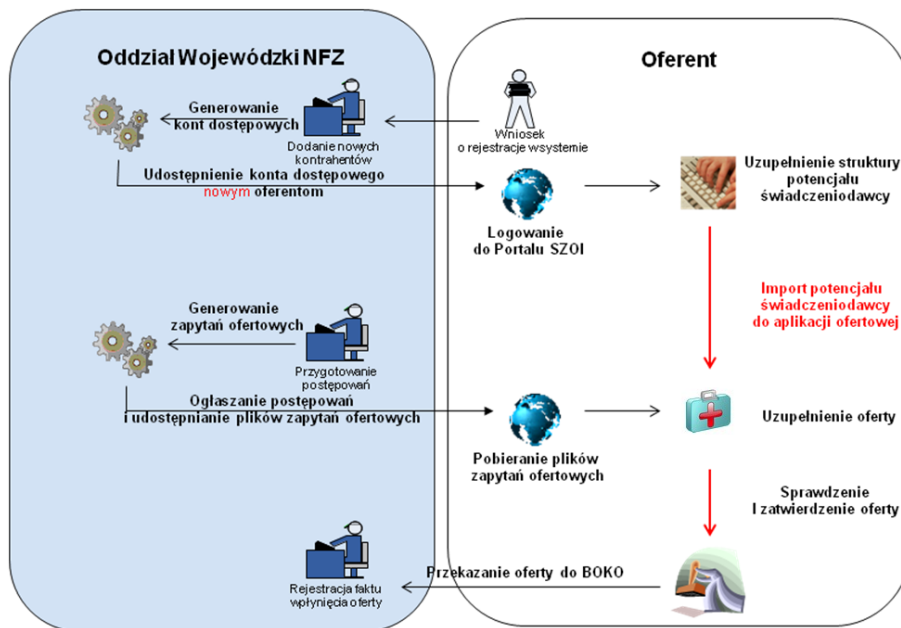 Oddział Wojewódzki NFZ
Oferent
Generowanie
kont dostępowych
Dodanie nowych
kontrahentów
Wniosek
o rejestracje wsystemie
Udostępnienie konta dostępowego
nowym oferentom
Logowanie
do Portalu SZOI
Uzupełnienie struktury
potencjału
świadczeniodawcy
Import potencjału
świadczeniodawcy
do aplikacji ofertowej
Generowanie
zapytań ofertowych
Przygotowanie
postępowań
Ogłaszanie postępowań
i udostępnianie plików zapytań ofertowych
Pobieranie plików
zapytań ofertowych
Uzupełnienie oferty
Sprawdzenie
I zatwierdzenie oferty
Przekazanie oferty do BOKO
Rejestracja faktu
wpłynięcia oferty